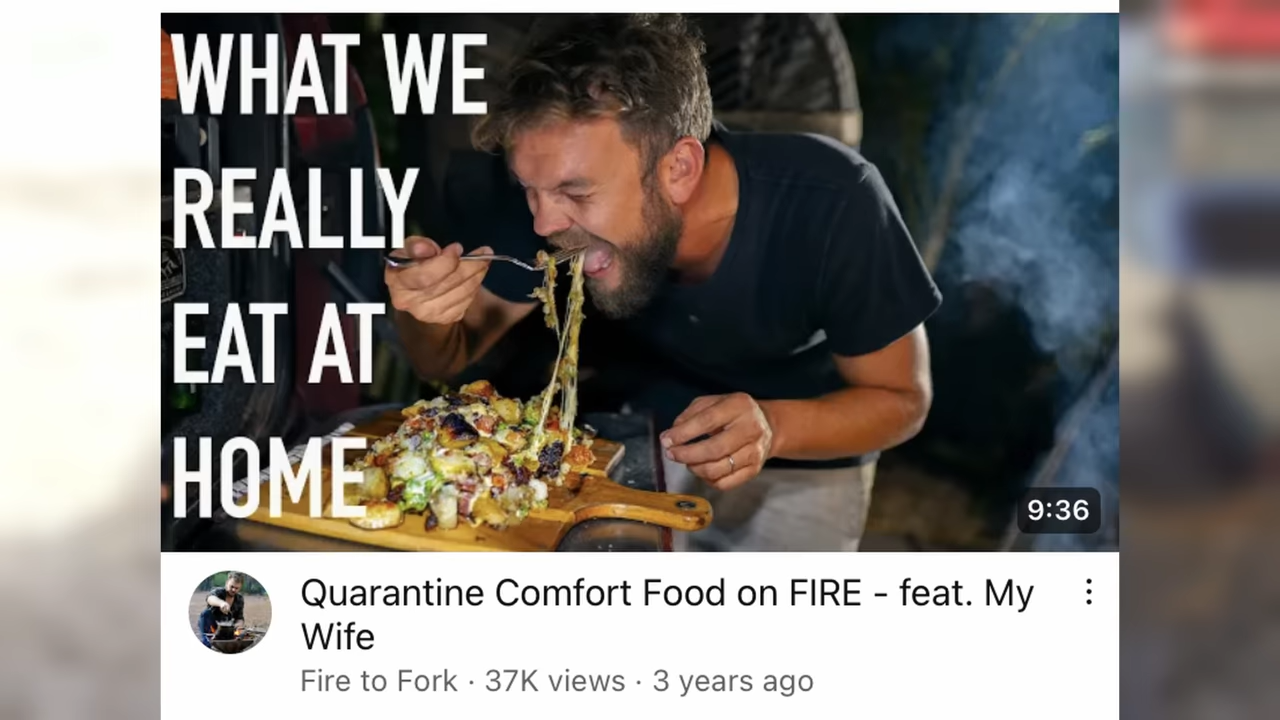 WHAT WE
REALLY
EAT AT
HOME
9:36
Quarantine Comfort Food on FIRE - feat. My
Wife
Fire to Fork · 37K views · 3 years ago